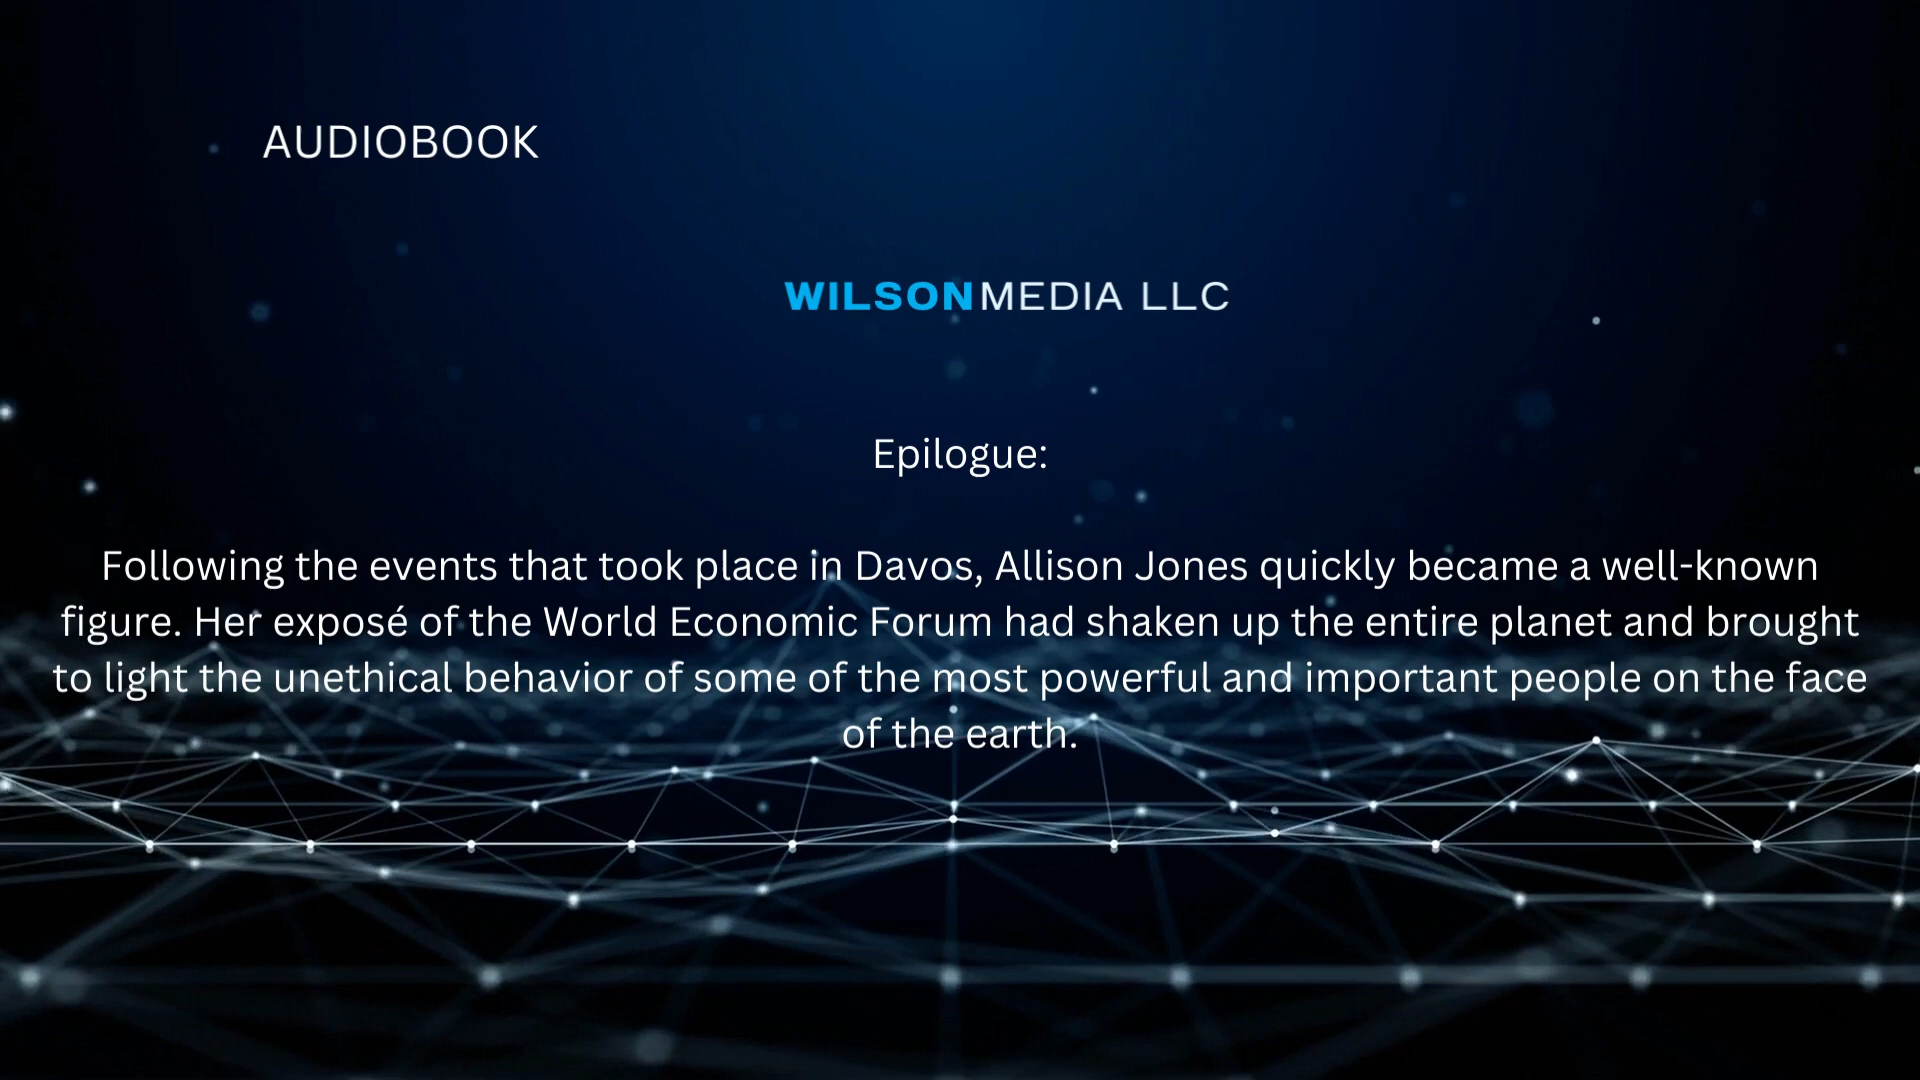 AUDIOBOOK
WILSONMEDIA LLC
Epilogue:
Following the events that took place in Davos, Allison Jones quickly became a well-known
figure. Her exposé of the World Economic Forum had shaken up the entire planet and brought
to light the unethical behavior of some of the most powerful and important people on the face
of the earth.